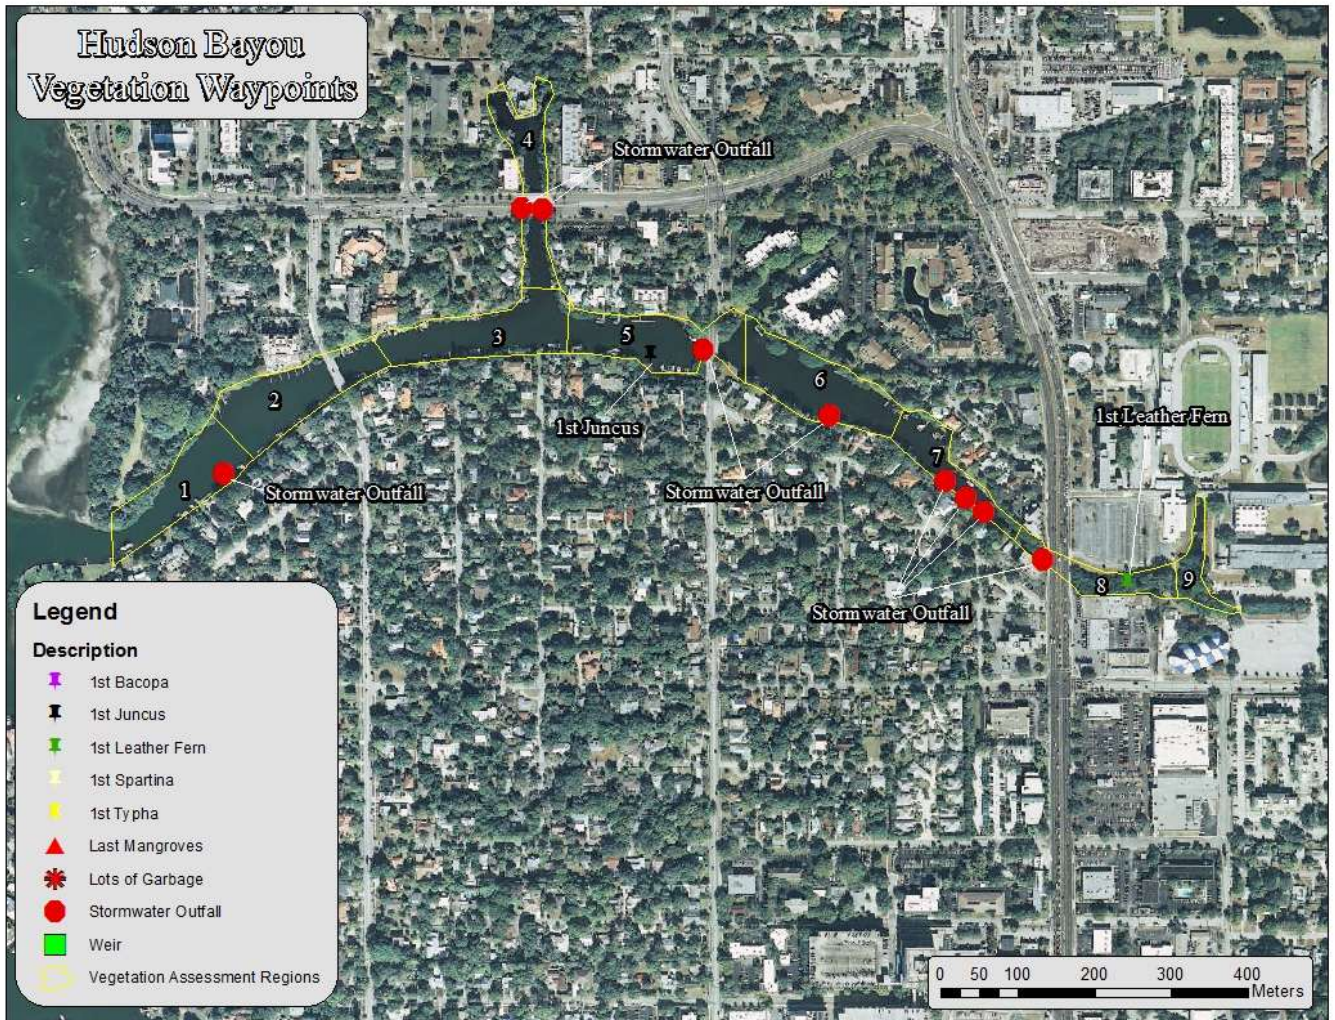 Hudson Bayou
Vegetation Waypoints
4
Stormwater Outfall
3
5
2
6
1st Juncus
1st Leather Fern
7
1
Stormwater Outfall
Stormwater Outfall
8
9
Stormwater Outfall
Legend
Description
1st Bacopa
1st Juncus
1st Leather Fern
1st Spartina
1st Typha
Last Mangroves
Lots of Garbage
Stormwater Outfall
Weir
Vegetation Assessment Regions
0 50 100 200 300 400
Meters